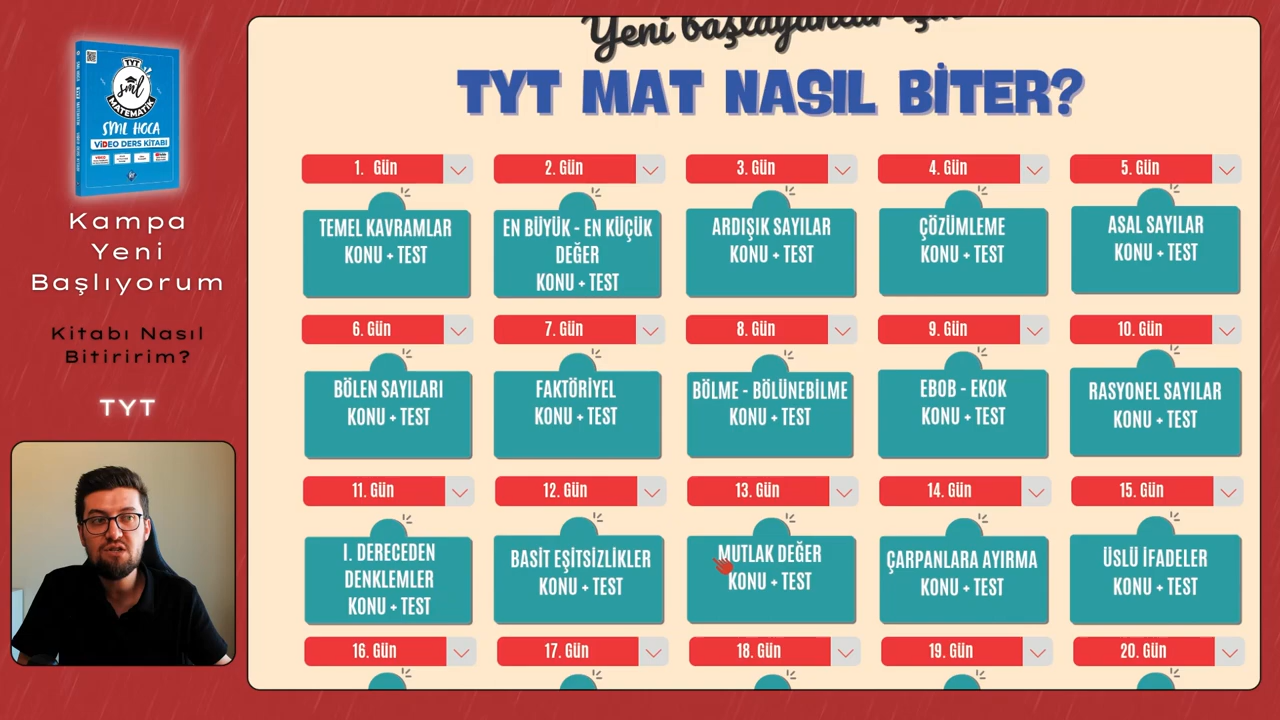 TYT
sml
MATEMATİK
SML HOCA
VİDEO DERS KİTABI
Kampa
Yeni
Başlıyorum
Kitabı Nasıl
Bitiririm?
TYT
Yeni başlayanlar için
TYT MAT NASIL BİTER?
1. Gün
2. Gün
3. Gün
4. Gün
5. Gün
TEMEL KAVRAMLAR
KONU + TEST
EN BÜYÜK - EN KÜÇÜK
DEĞER
KONU + TEST
ARDIŞIK SAYILAR
KONU + TEST
ÇÖZÜMLEME
KONU + TEST
ASAL SAYILAR
KONU + TEST
6. Gün
7. Gün
8. Gün
9. Gün
10. Gün
BÖLEN SAYILARI
KONU + TEST
FAKTÖRİYEL
KONU + TEST
BÖLME - BÖLÜNEBİLME
KONU + TEST
EBOB - EKOK
KONU + TEST
RASYONEL SAYILAR
KONU + TEST
11. Gün
12. Gün
13. Gün
14. Gün
15. Gün
I. DERECEDEN
DENKLEMLER
KONU + TEST
BASİT EŞİTSİZLİKLER
KONU + TEST
MUTLAK DEĞER
KONU + TEST
ÇARPANLARA AYIRMA
KONU + TEST
ÜSLÜ İFADELER
KONU + TEST
16. Gün
17. Gün
18. Gün
19. Gün
20. Gün